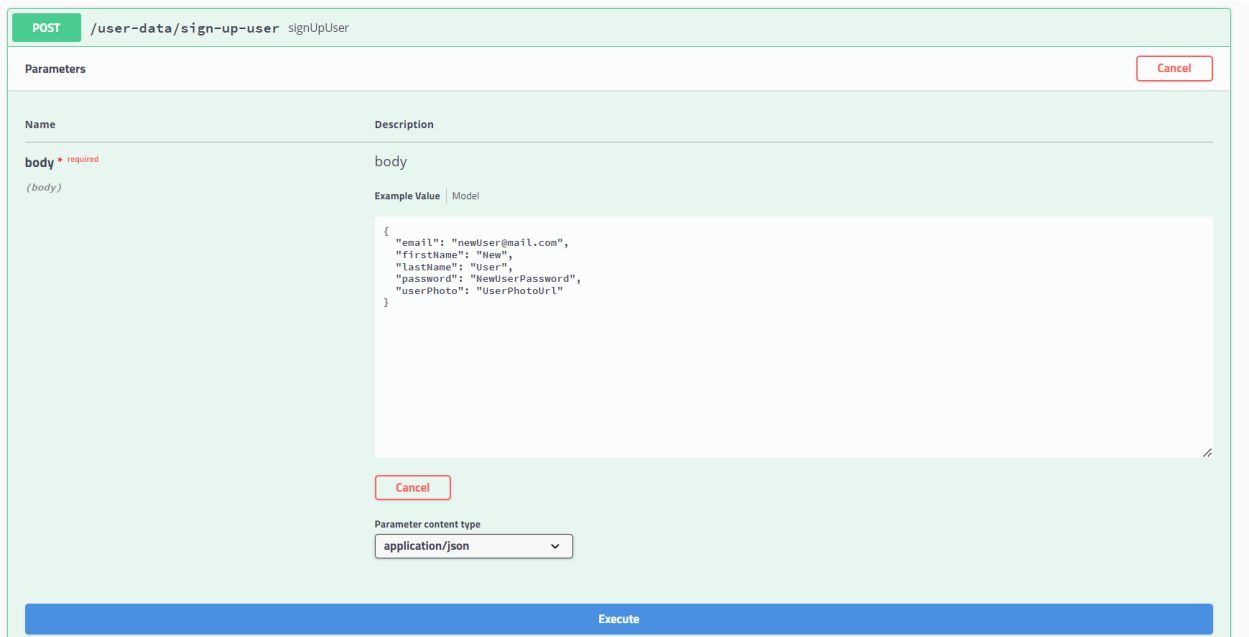 POST /user-data/sign-up-user signUpUser
Parameters Cancel
Name Description
body * required body
(body)
Example Value Model
{
"email": "newUser@mail.com",
"firstName": "New",
"lastName": "User",
"password": "NewUserPassword",
"userPhoto": "UserPhotoUrl"
}
Cancel
Parameter content type
application/json
Execute